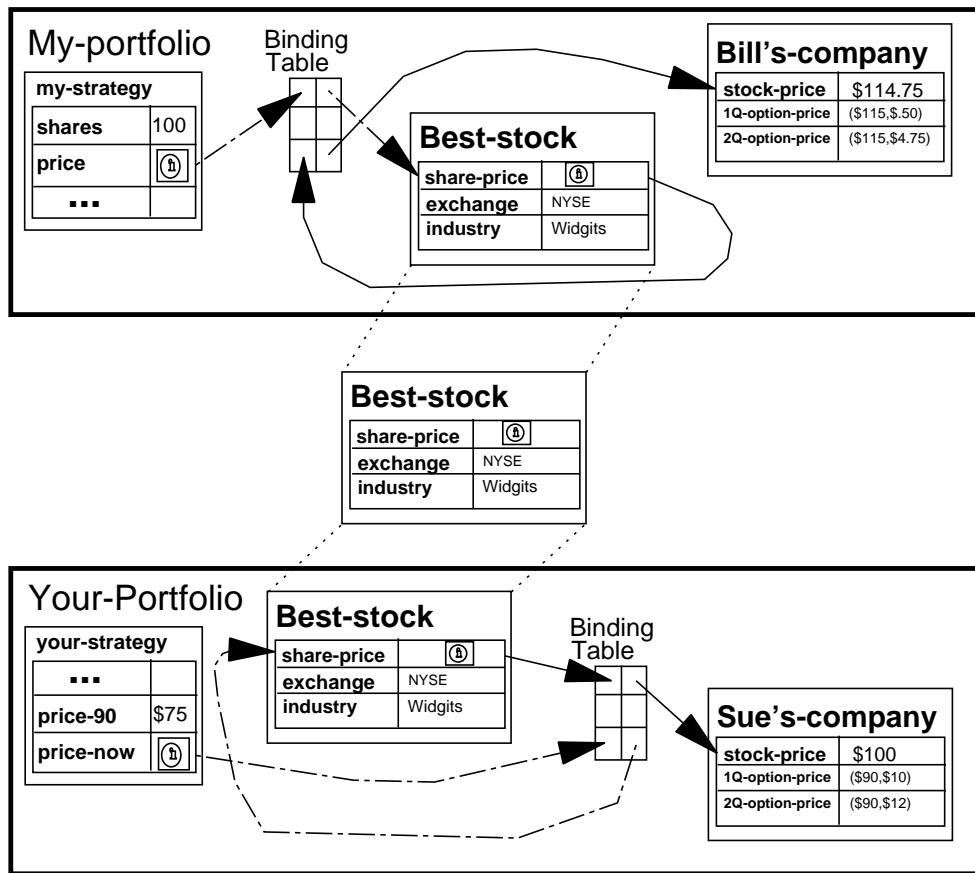 My-portfolio
Binding
Table
Bill's-company
my-strategy
shares 100
price
...
stock-price $114.75
1Q-option-price ($115,$.50)
2Q-option-price ($115,$4.75)
Best-stock
share-price
exchange NYSE
industry Widgits
Best-stock
share-price
exchange NYSE
industry Widgits
Your-Portfolio
your-strategy
...
price-90 $75
price-now
Best-stock
share-price
exchange NYSE
industry Widgits
Binding
Table
Sue's-company
stock-price $100
1Q-option-price ($90,$10)
2Q-option-price ($90,$12)